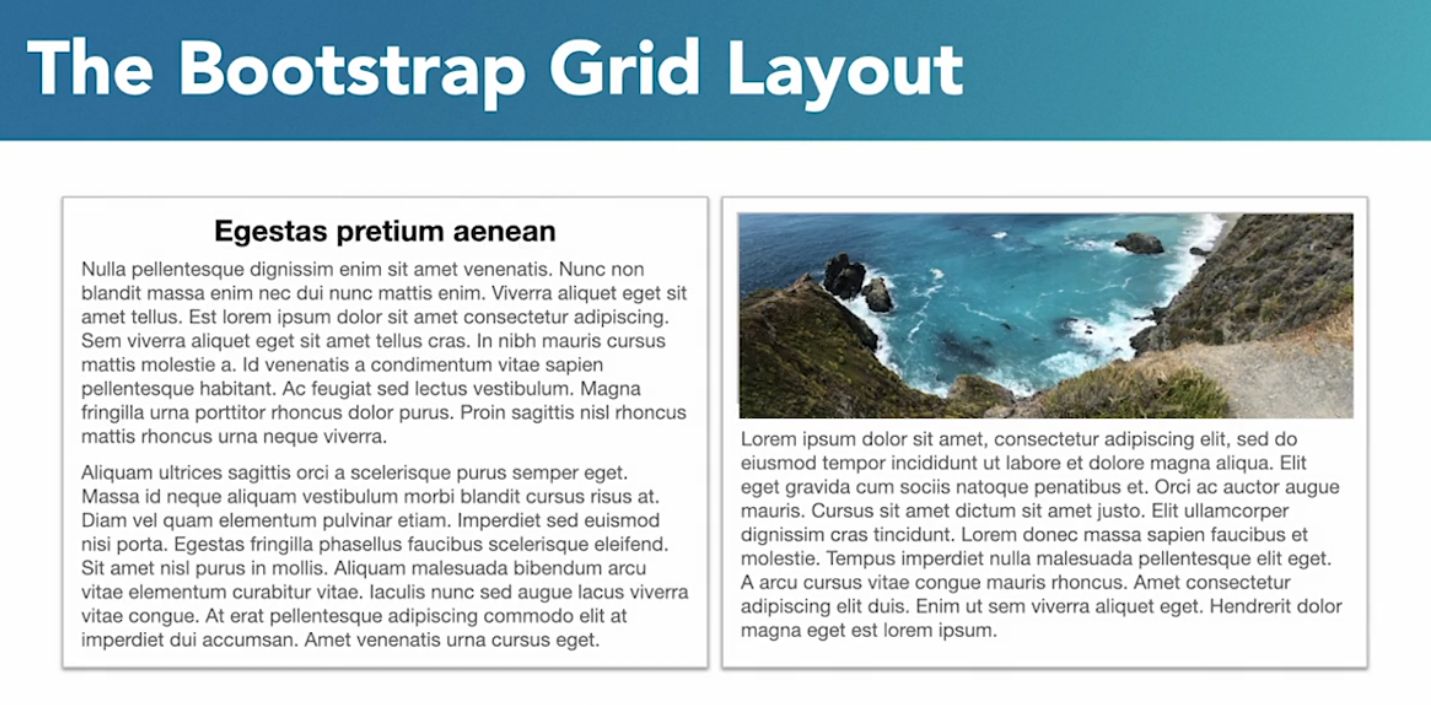 The Bootstrap Grid Layout
Egestas pretium aenean
Nulla pellentesque dignissim enim sit amet venenatis. Nunc non
blandit massa enim nec dui nunc mattis enim. Viverra aliquet eget sit
amet tellus. Est lorem ipsum dolor sit amet consectetur adipiscing.
Sem viverra aliquet eget sit amet tellus cras. In nibh mauris cursus
mattis molestie a. Id venenatis a condimentum vitae sapien
pellentesque habitant. Ac feugiat sed lectus vestibulum. Magna
fringilla urna porttitor rhoncus dolor purus. Proin sagittis nisl rhoncus
mattis rhoncus urna neque viverra.
Aliquam ultrices sagittis orci a scelerisque purus semper eget.
Massa id neque aliquam vestibulum morbi blandit cursus risus at.
Diam vel quam elementum pulvinar etiam. Imperdiet sed euismod
nisi porta. Egestas fringilla phasellus faucibus scelerisque eleifend.
Sit amet nisl purus in mollis. Aliquam malesuada bibendum arcu
vitae elementum curabitur vitae. Iaculis nunc sed augue lacus viverra
vitae congue. At erat pellentesque adipiscing commodo elit at
imperdiet dui accumsan. Amet venenatis urna cursus eget.
Lorem ipsum dolor sit amet, consectetur adipiscing elit, sed do
eiusmod tempor incididunt ut labore et dolore magna aliqua. Elit
eget gravida cum sociis natoque penatibus et. Orci ac auctor augue
mauris. Cursus sit amet dictum sit amet justo. Elit ullamcorper
dignissim cras tincidunt. Lorem donec massa sapien faucibus et
molestie. Tempus imperdiet nulla malesuada pellentesque elit eget.
A arcu cursus vitae congue mauris rhoncus. Amet consectetur
adipiscing elit duis. Enim ut sem viverra aliquet eget. Hendrerit dolor
magna eget est lorem ipsum.